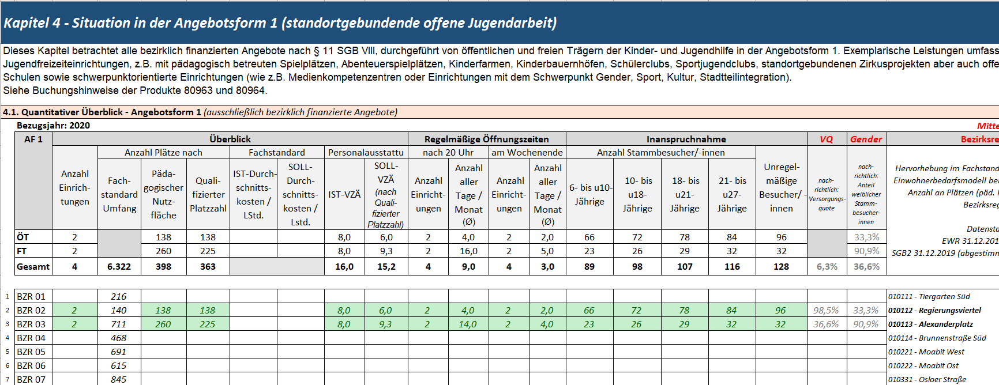 Kapitel 4 - Situation in der Angebotsform 1 (standortgebundende offene Jugendarbeit)
Dieses Kapitel betrachtet alle bezirklich finanzierten Angebote nach § 11 SGB VIII, durchgeführt von öffentlichen und freien Trägern der Kinder- und Jugendhilfe in der Angebotsform 1. Exemplarische Leistungen umfass
Jugendfreizeiteinrichtungen, z.B. mit pädagogisch betreuten Spielplätzen, Abenteuerspielplätzen, Kinderfarmen, Kinderbauernhöfen, Schülerclubs, Sportjugendclubs, standortgebundenen Zirkusprojekten aber auch offe
Schulen sowie schwerpunktorientierte Einrichtungen (wie z.B. Medienkompetenzentren oder Einrichtungen mit dem Schwerpunkt Gender, Sport, Kultur, Stadtteilintegration).
Siehe Buchungshinweise der Produkte 80963 und 80964.
4.1. Quantitativer Überblick - Angebotsform 1 (ausschließlich bezirklich finanzierte Angebote)
Bezugsjahr: 2020 Mitte
AF 1 Überblick Regelmäßige Öffnungszeiten Inanspruchnahme VQ Gender Bezirksre
Anzahl Plätze nach Fachstandard Personalausstattu nach 20 Uhr am Wochenende Anzahl Stammbesucher/-innen
Anzahl
Einrich-
tungen
Fach-
standard
Umfang
Päda-
gogischer
Nutz-
fläche
Quali-
fizierter
Platzzahl
IST-Durch-
schnitts-
kosten /
LStd.
SOLL-
Durch-
schnitts-
kosten /
Lstd.
IST-VZÄ
SOLL-
VZÄ
(nach
Quali-
fizierter
Platzzahl)
Anzahl
Einricht-
ungen
Anzahl
aller
Tage /
Monat
(Ø)
Anzahl
Einricht-
ungen
Anzahl
aller
Tage /
Monat
(Ø)
6- bis u10-
Jährige
10- bis
u18-
Jährige
18- bis
u21-
Jährige
21- bis
u27-
Jährige
Unregel-
mäßige
Besucher/ -
innen
nach-
richtlich:
Versorgungs-
quote
nach-
richtlich:
Anteil
weiblicher
Stamm-
besucher-
innen
Hervorhebung im Fachstand
Einwohnerbedarfsmodell be
Anzahl an Plätzen (päd.
Bezirksreg
Datensta
EWR 31.12.201
SGB2 31.12.2019 (abgestimm
ÖT 2 138 138 8,0 6,0 2 4,0 2 2,0 66 72 78 84 96 33,3%
FT 2 260 225 8,0 9,3 2 16,0 2 5,0 23 26 29 32 32 90,9%
Gesamt 4 6.322 398 363 16,0 15,2 4 9,0 4 3,0 89 98 107 116 128 6,3% 36,6%
1 BZR 01 216 010111 - Tiergarten Süd
2 BZR 02 2 140 138 138 8,0 6,0 2 4,0 2 2,0 66 72 78 84 96 98,5% 33,3% 010112 - Regierungsviertel
3 BZR 03 2 711 260 225 8,0 9,3 2 14,0 2 4,0 23 26 29 32 32 36,6% 90,9% 010113 - Alexanderplatz
4 BZR 04 468 010114 - Brunnenstraße Süd
5 BZR 05 691 010221 - Moabit West
6 BZR 06 615 010222 - Moabit Ost
7 BZR 07 845 010331 - Osloer Straße